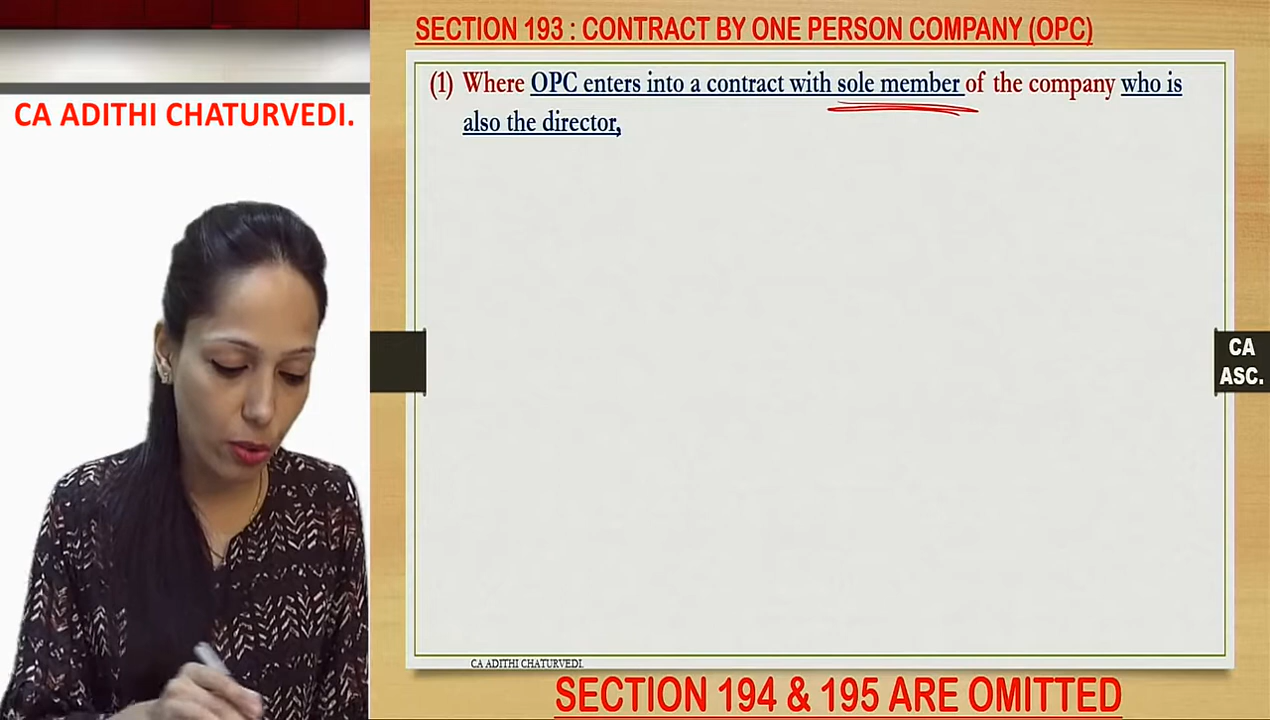 SECTION 193 : CONTRACT BY ONE PERSON COMPANY (OPC)
CA ADITHI CHATURVEDI.
(1) Where OPC enters into a contract with sole member of the company who is
also the director,
CA
ASC.
CA ADITHI CHATURVEDI.
SECTION 194 & 195 ARE OMITTED